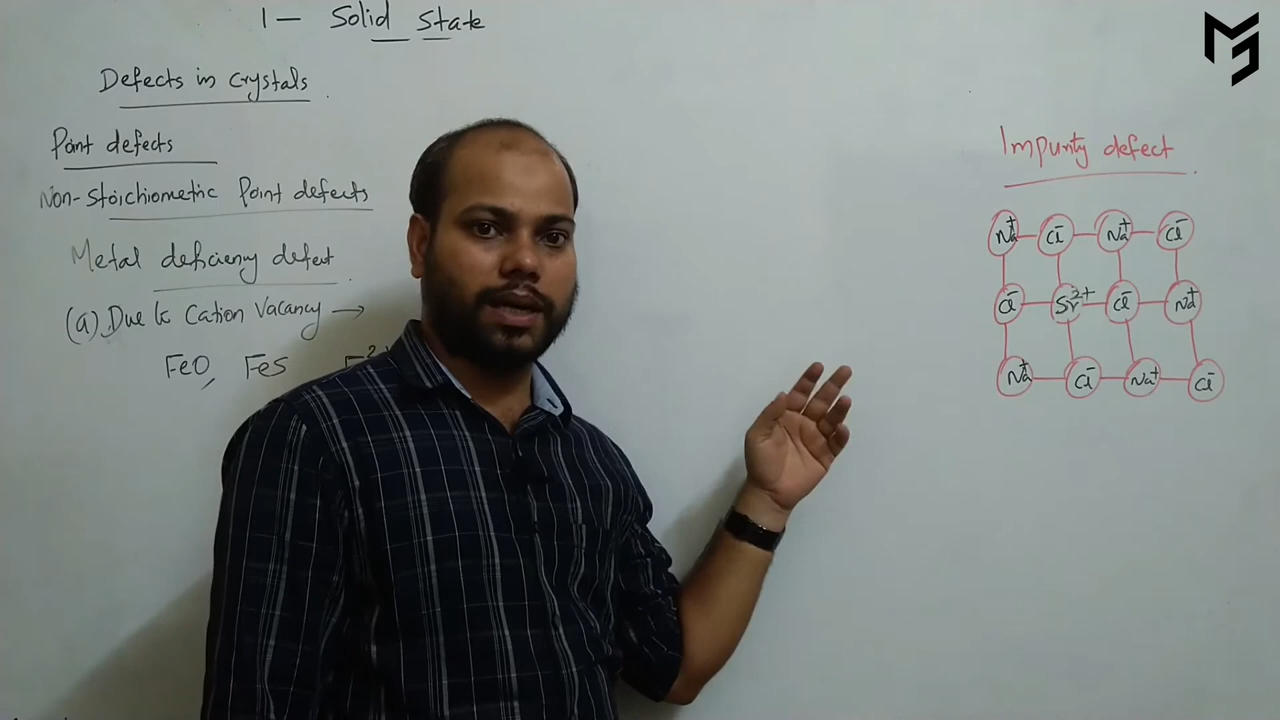 1 — Solid State
Defects in crystals
Point defects
Non-stoichiometric Point defects
Metal deficiency defect
(a) Due to Cation Vacancy →
FeO, FeS
Impurity defect
Na⁺ Cl⁻ Na⁺ Cl⁻
Cl⁻ Sr²⁺ Cl⁻ Na⁺
Na⁺ Cl⁻ Na⁺ Cl⁻